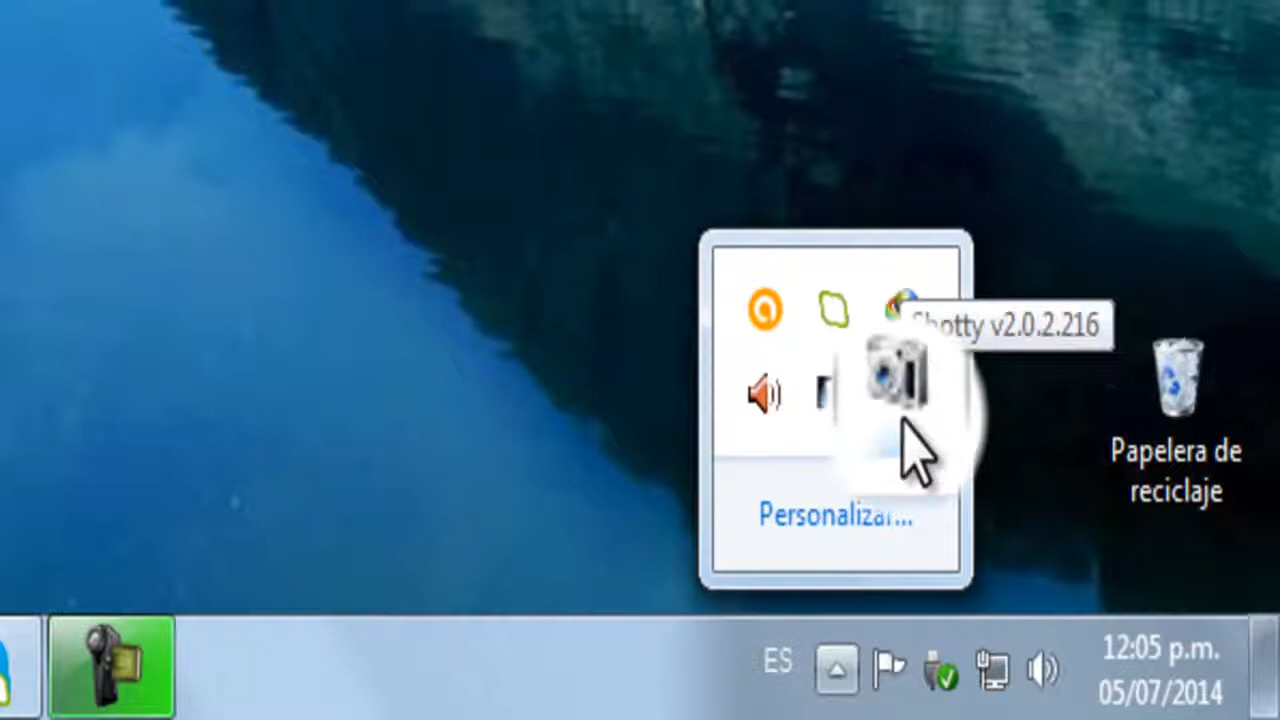 Shotty v2.0.2.216
Papelera de
reciclaje
Personalizar...
ES
12:05 p.m.
05/07/2014